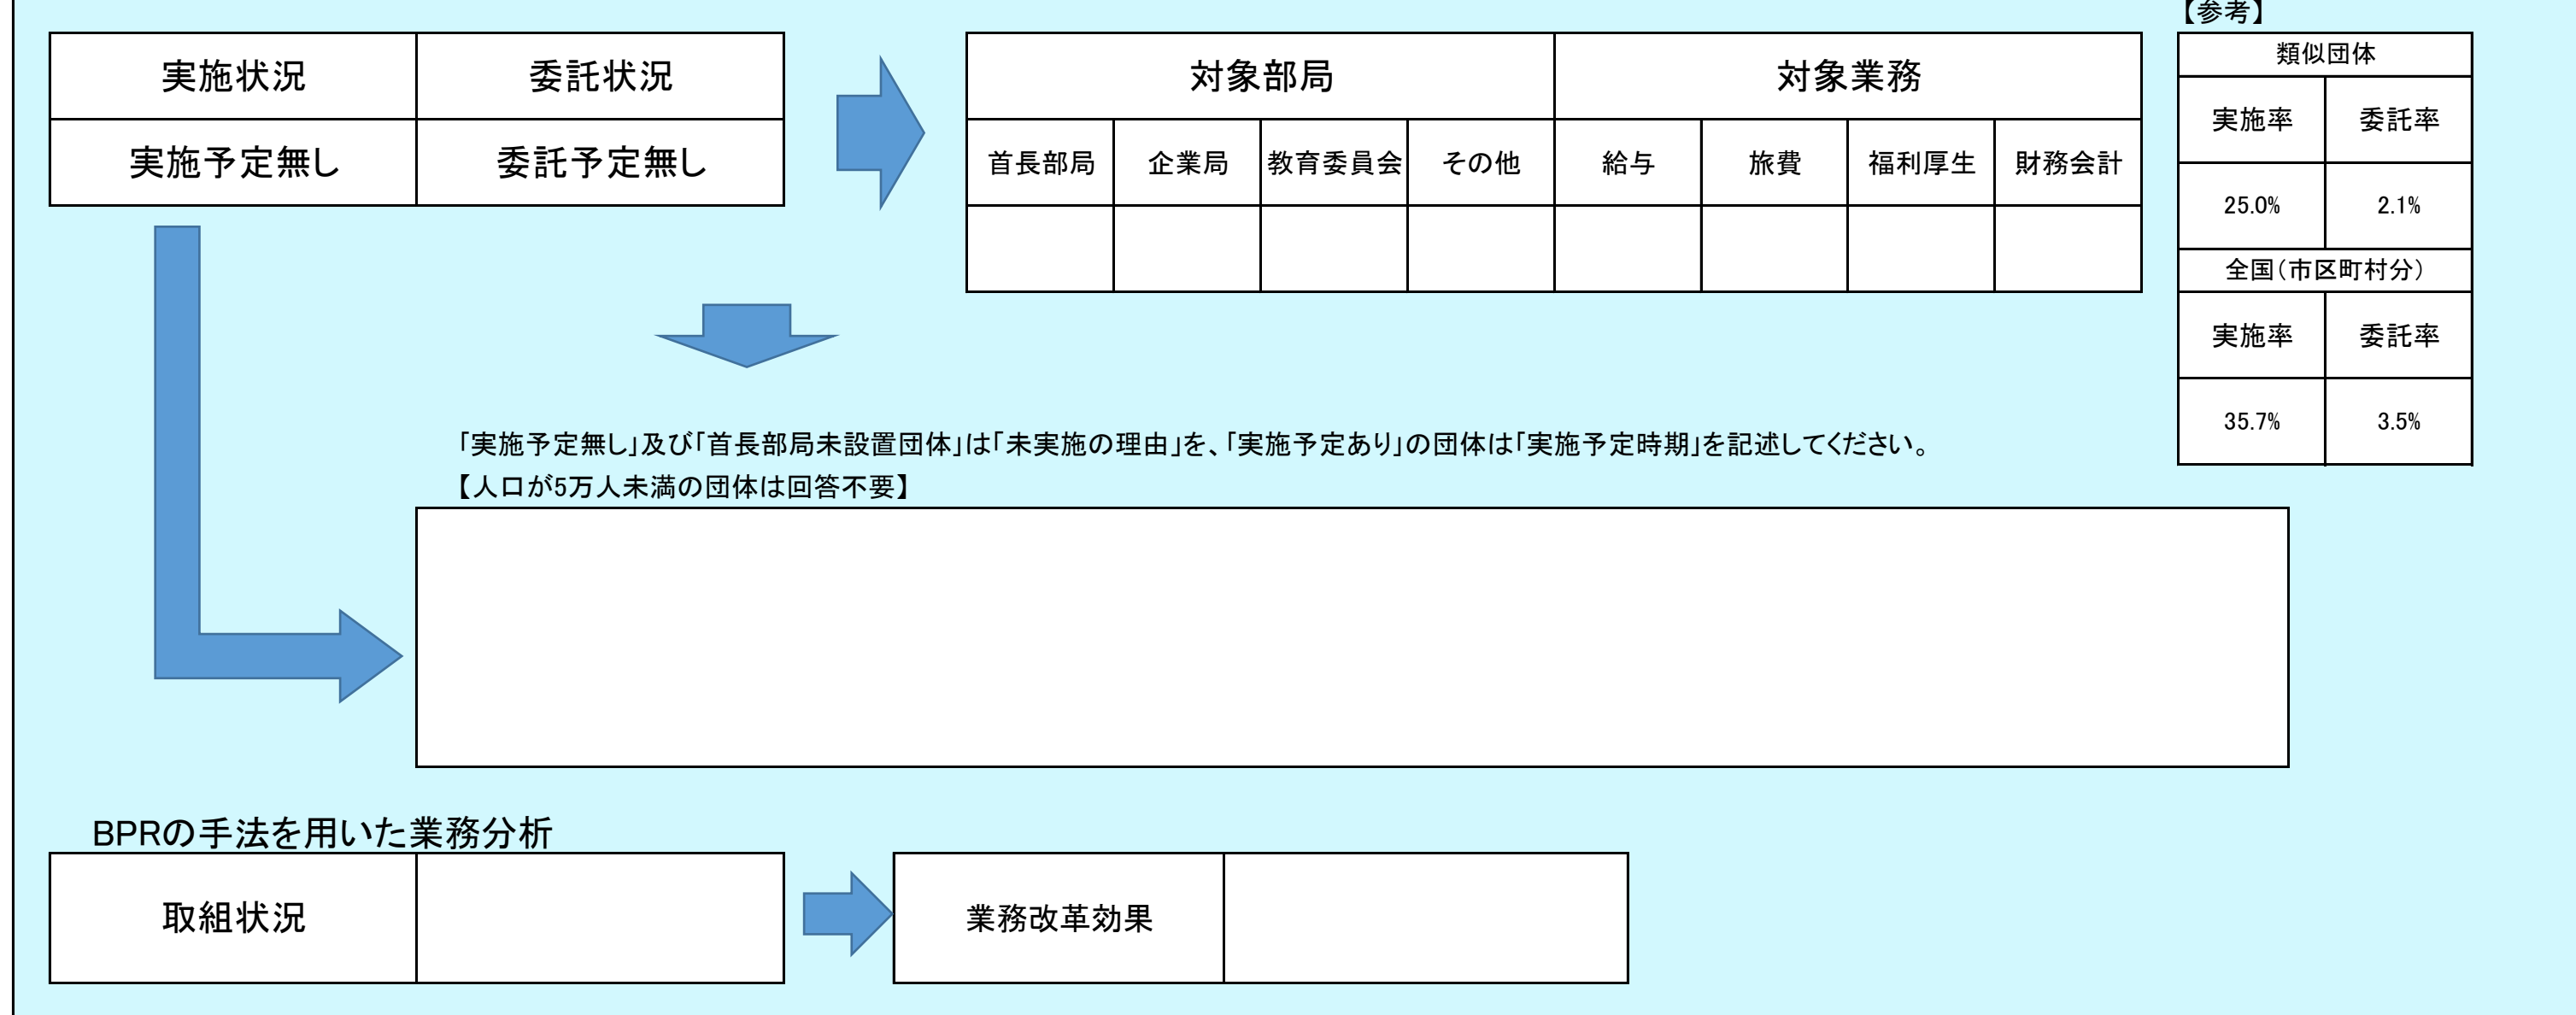 【参考】
実施状況 委託状況
実施予定無し 委託予定無し
対象部局 対象業務
首長部局 企業局 教育委員会 その他 給与 旅費 福利厚生 財務会計
類似団体
実施率 委託率
25.0% 2.1%
全国（市区町村分）
実施率 委託率
35.7% 3.5%
「実施予定無し」及び「首長部局未設置団体」は「未実施の理由」を、「実施予定あり」の団体は「実施予定時期」を記述してください。
【人口が5万人未満の団体は回答不要】
BPRの手法を用いた業務分析
取組状況
業務改革効果